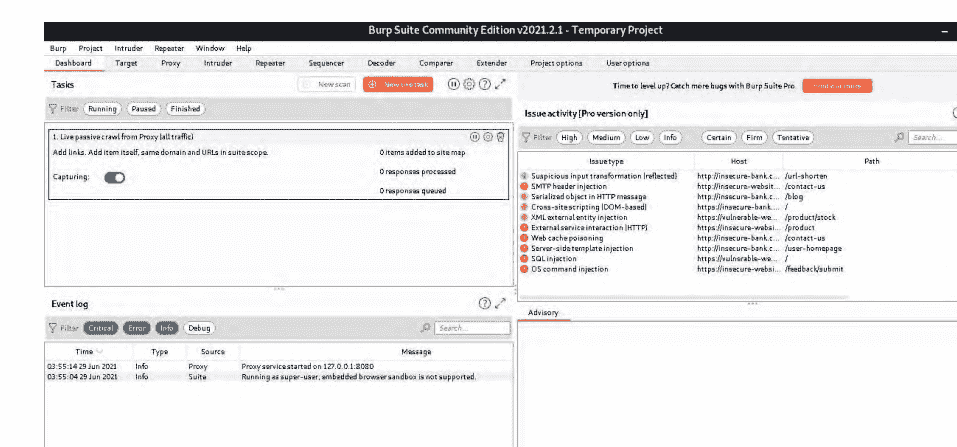 Burp Suite Community Edition v2021.2.1 - Temporary Project
Burp Project Intruder Repeater Window Help
Dashboard Target Proxy Intruder Repeater Sequencer Decoder Comparer Extender Project options User options
Tasks New scan New live task
Time to level up? Catch more bugs with Burp Suite Pro.
Filter Running Paused Finished
1. Live passive crawl from Proxy (all traffic)
Add links. Add item itself, same domain and URLs in suite scope.
Capturing:
0 items added to site map
0 responses processed
0 responses queued
Issue activity [Pro version only]
Filter High Medium Low Info Certain Firm Tentative Search...
Issue type Host Path
Suspicious input transformation (reflected) http://insecure-bank.c... /url-shorten
SMTP header injection http://insecure-websit... /contact-us
Serialized object in HTTP message http://insecure-bank.c... /blog
Cross-site scripting (DOM-based) http://insecure-bank.c... /
XML external entity injection https://vulnerable-we... /product/stock
External service interaction (HTTP) https://insecure-websi... /product
Web cache poisoning http://insecure-bank.c... /contact-us
Server-side template injection http://insecure-bank.c... /user-homepage
SQL injection https://vulnerable-we... /
OS command injection https://insecure-websi... /feedback/submit
Event log
Filter Critical Error Info Debug Search...
Time Type Source Message
03:55:14 29 Jun 2021 Info Proxy Proxy service started on 127.0.0.1:8080
03:55:04 29 Jun 2021 Info Suite Running as super-user, embedded browser sandbox is not supported.
Advisory